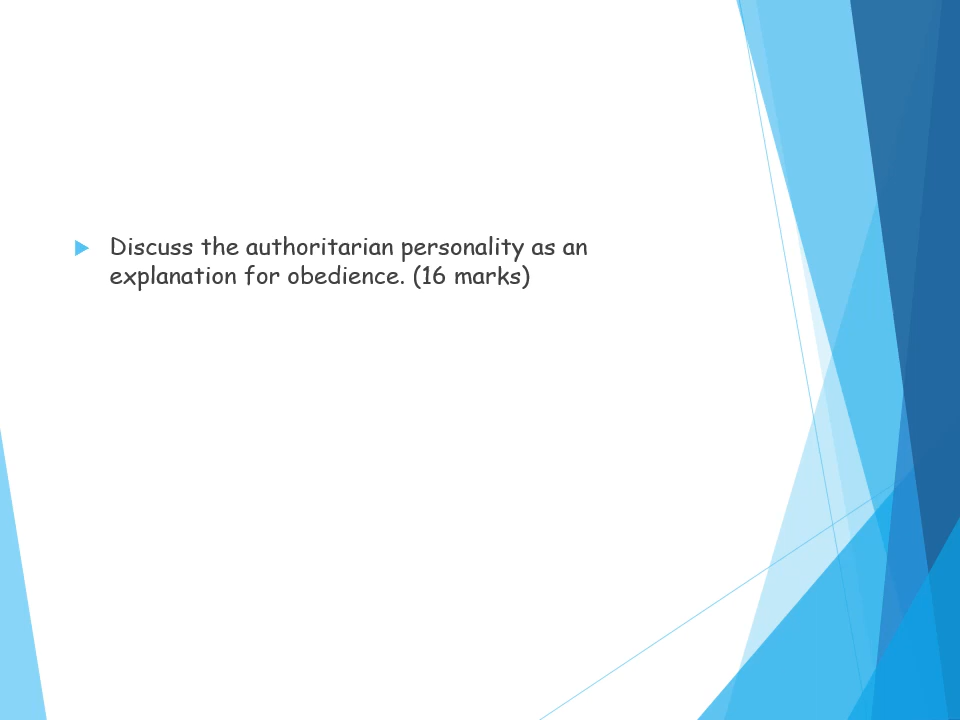 Discuss the authoritarian personality as an
explanation for obedience. (16 marks)